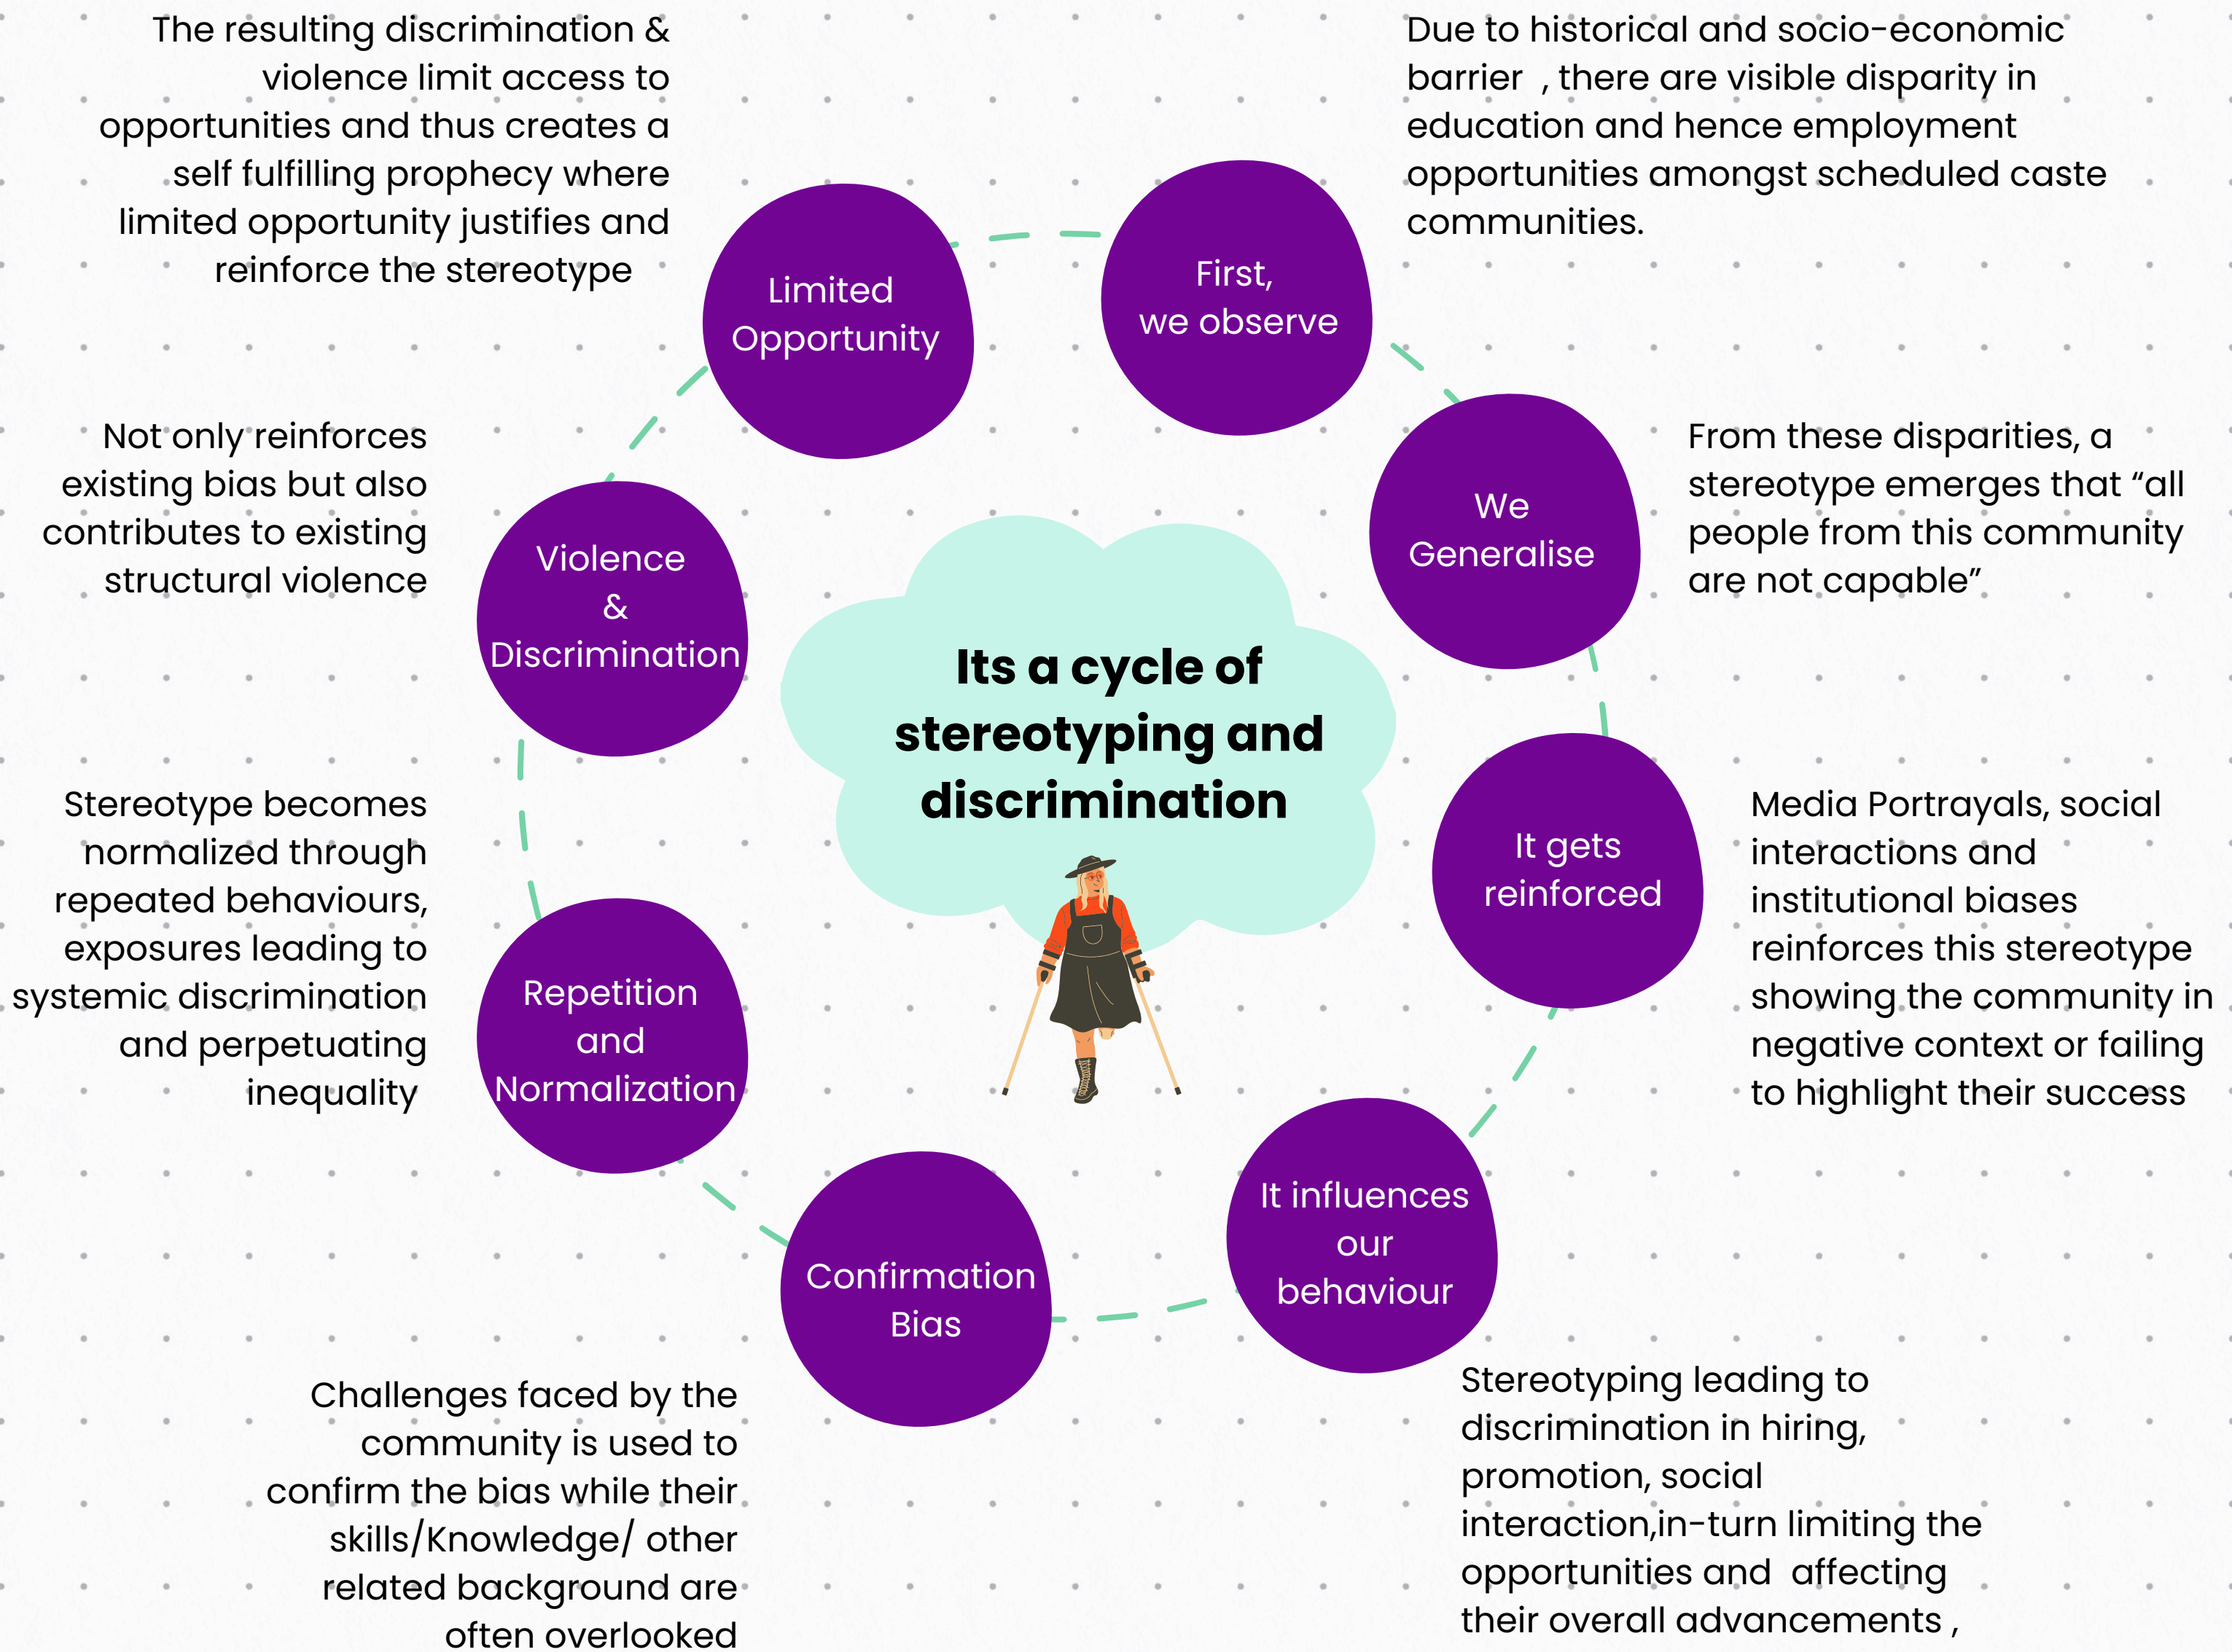 Its a cycle of
stereotyping and
discrimination
First,
we observe
Due to historical and socio-economic
barrier , there are visible disparity in
education and hence employment
opportunities amongst scheduled caste
communities.
We
Generalise
From these disparities, a
stereotype emerges that “all
people from this community
are not capable”
It gets
reinforced
Media Portrayals, social
interactions and
institutional biases
reinforces this stereotype
showing the community in
negative context or failing
to highlight their success
It influences
our
behaviour
Stereotyping leading to
discrimination in hiring,
promotion, social
interaction,in-turn limiting the
opportunities and affecting
their overall advancements ,
Confirmation
Bias
Challenges faced by the
community is used to
confirm the bias while their
skills/Knowledge/ other
related background are
often overlooked
Repetition
and
Normalization
Stereotype becomes
normalized through
repeated behaviours,
exposures leading to
systemic discrimination
and perpetuating
inequality
Violence
&
Discrimination
Not only reinforces
existing bias but also
contributes to existing
structural violence
Limited
Opportunity
The resulting discrimination &
violence limit access to
opportunities and thus creates a
self fulfilling prophecy where
limited opportunity justifies and
reinforce the stereotype